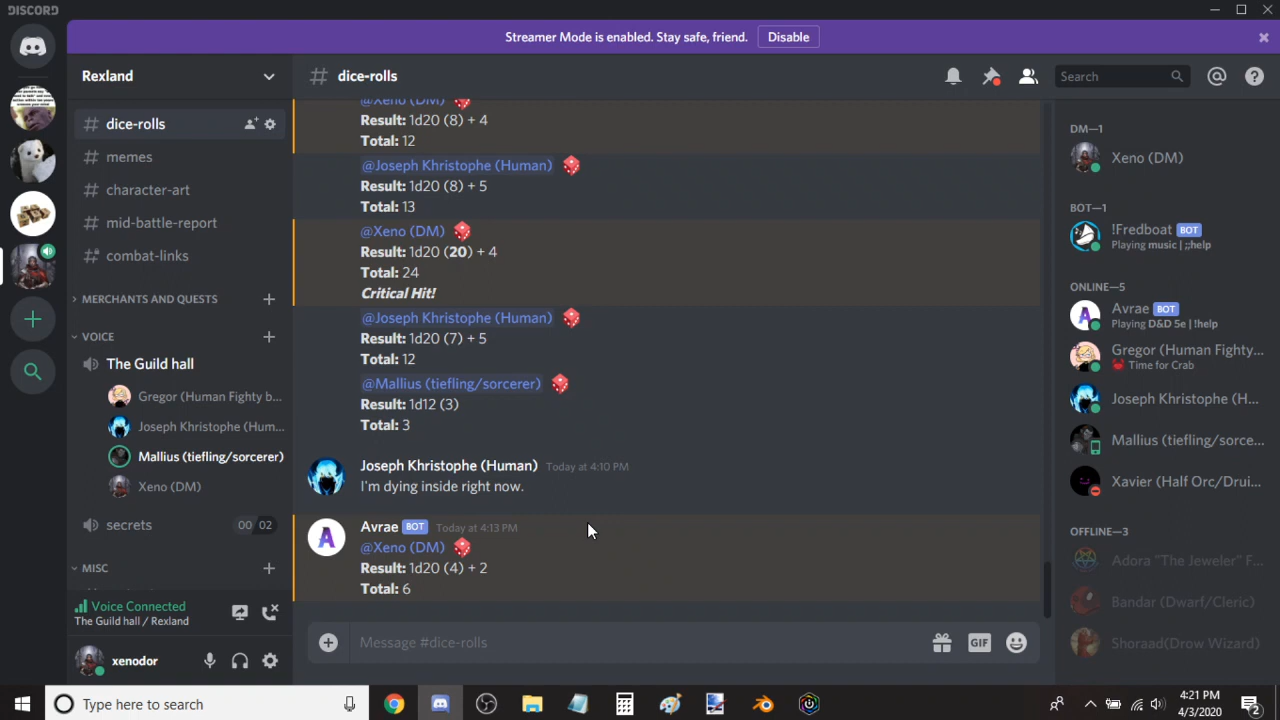 DISCORD
Streamer Mode is enabled. Stay safe, friend.
Disable
Rexland
dice-rolls
memes
character-art
mid-battle-report
combat-links
MERCHANTS AND QUESTS
VOICE
The Guild hall
Gregor (Human Fighty b...
Joseph Khristophe (Hum...
Mallius (tiefling/sorcerer)
Xeno (DM)
secrets
00 / 02
MISC
Voice Connected
The Guild hall / Rexland
xenodor
# dice-rolls
Search
@Xeno (DM)
Result: 1d20 (8) + 4
Total: 12
@Joseph Khristophe (Human)
Result: 1d20 (8) + 5
Total: 13
@Xeno (DM)
Result: 1d20 (20) + 4
Total: 24
Critical Hit!
@Joseph Khristophe (Human)
Result: 1d20 (7) + 5
Total: 12
@Mallius (tiefling/sorcerer)
Result: 1d12 (3)
Total: 3
Joseph Khristophe (Human) Today at 4:10 PM
I'm dying inside right now.
Avrae BOT Today at 4:13 PM
@Xeno (DM)
Result: 1d20 (4) + 2
Total: 6
Message #dice-rolls
GIF
DM—1
Xeno (DM)
BOT—1
!Fredboat BOT
Playing music | ;;help
ONLINE—5
Avrae BOT
Playing D&D 5e | !help
Gregor (Human Fighty...
Time for Crab
Joseph Khristophe (H...
Mallius (tiefling/sorce...
Xavier (Half Orc/Drui...
OFFLINE—3
Adora "The Jeweler" F...
Bandar (Dwarf/Cleric)
Shoraad(Drow Wizard)
Type here to search
4:21 PM
4/3/2020
2